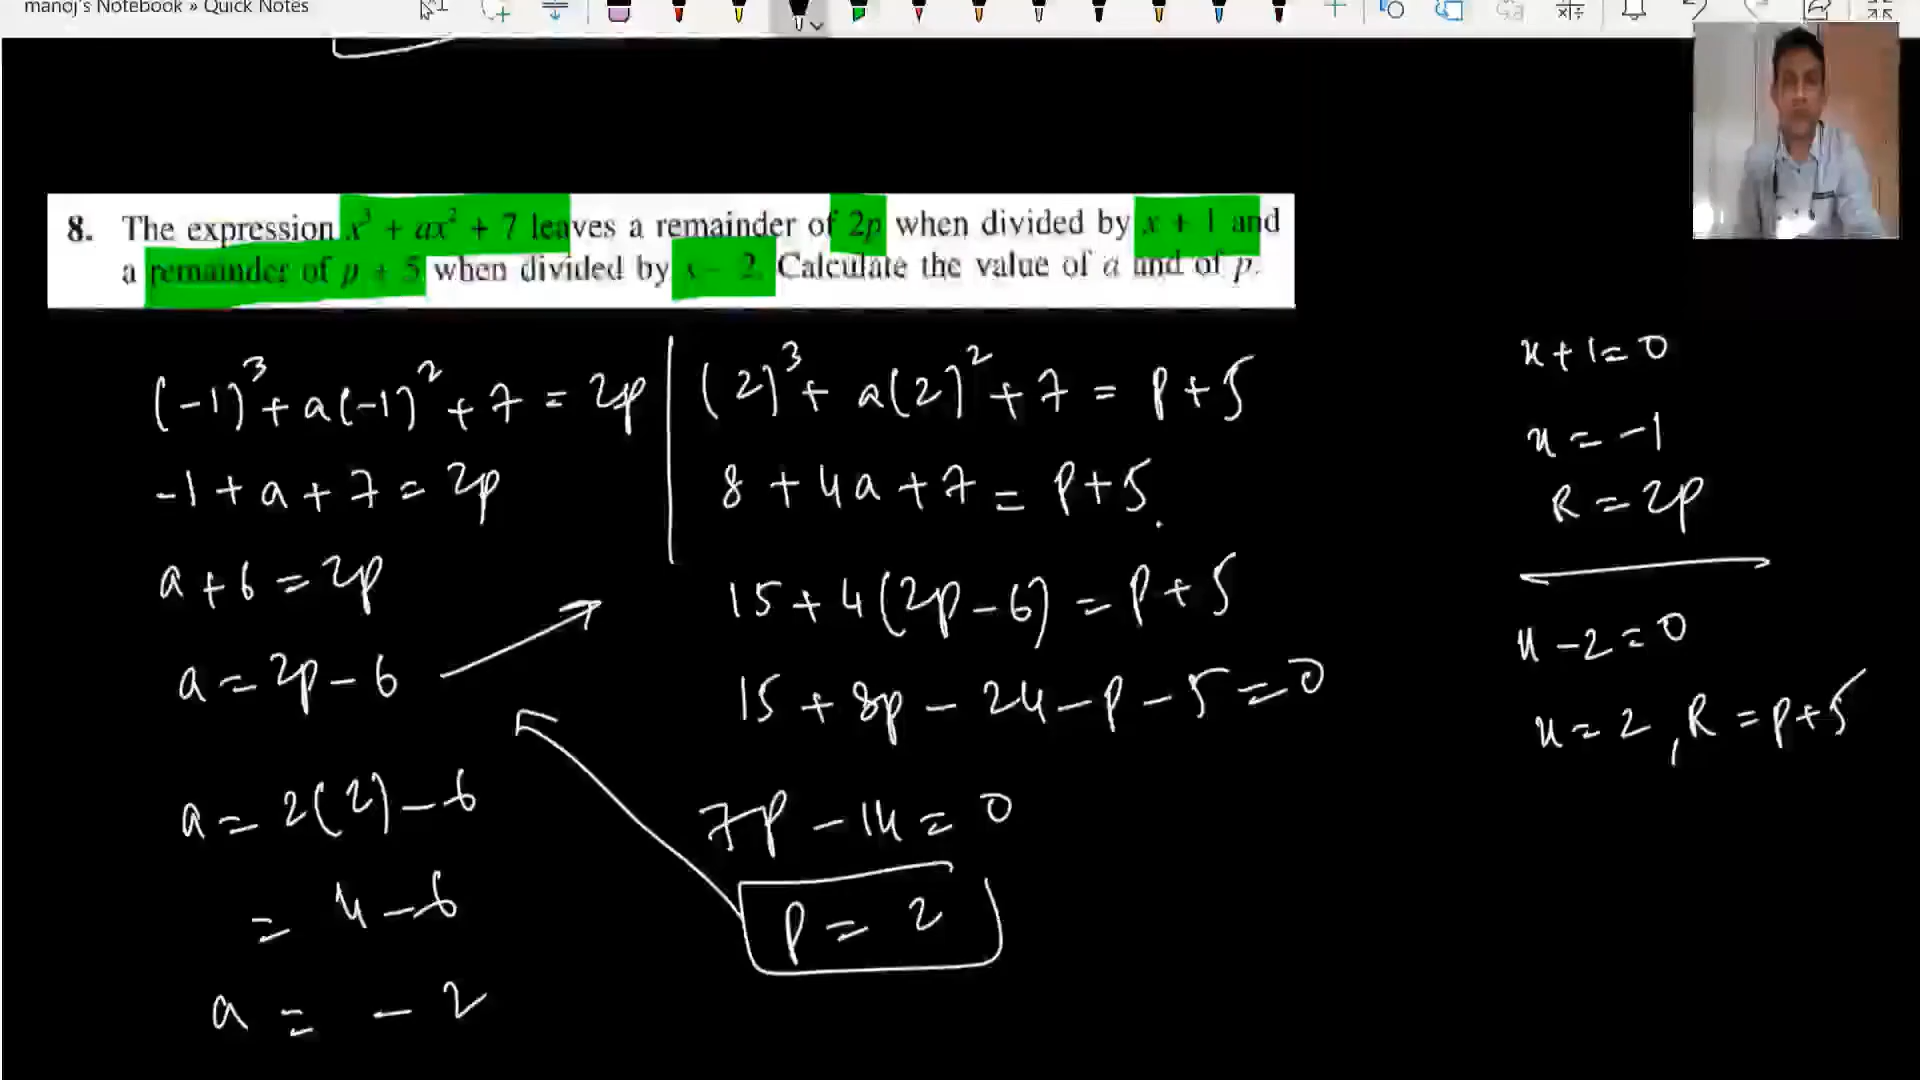 manoj's Notebook » Quick Notes
8. The expression x³ + ax² + 7 leaves a remainder of 2p when divided by x + 1 and
a remainder of p + 5 when divided by x - 2. Calculate the value of a and of p.
(-1)³ + a(-1)² + 7 = 2p
-1 + a + 7 = 2p
a + 6 = 2p
a = 2p - 6
a = 2(2) - 6
= 4 - 6
a = - 2
(2)³ + a(2)² + 7 = p + 5
8 + 4a + 7 = p + 5.
15 + 4(2p - 6) = p + 5
15 + 8p - 24 - p - 5 = 0
7p - 14 = 0
p = 2
x + 1 = 0
x = -1
R = 2p
x - 2 = 0
x = 2, R = p + 5